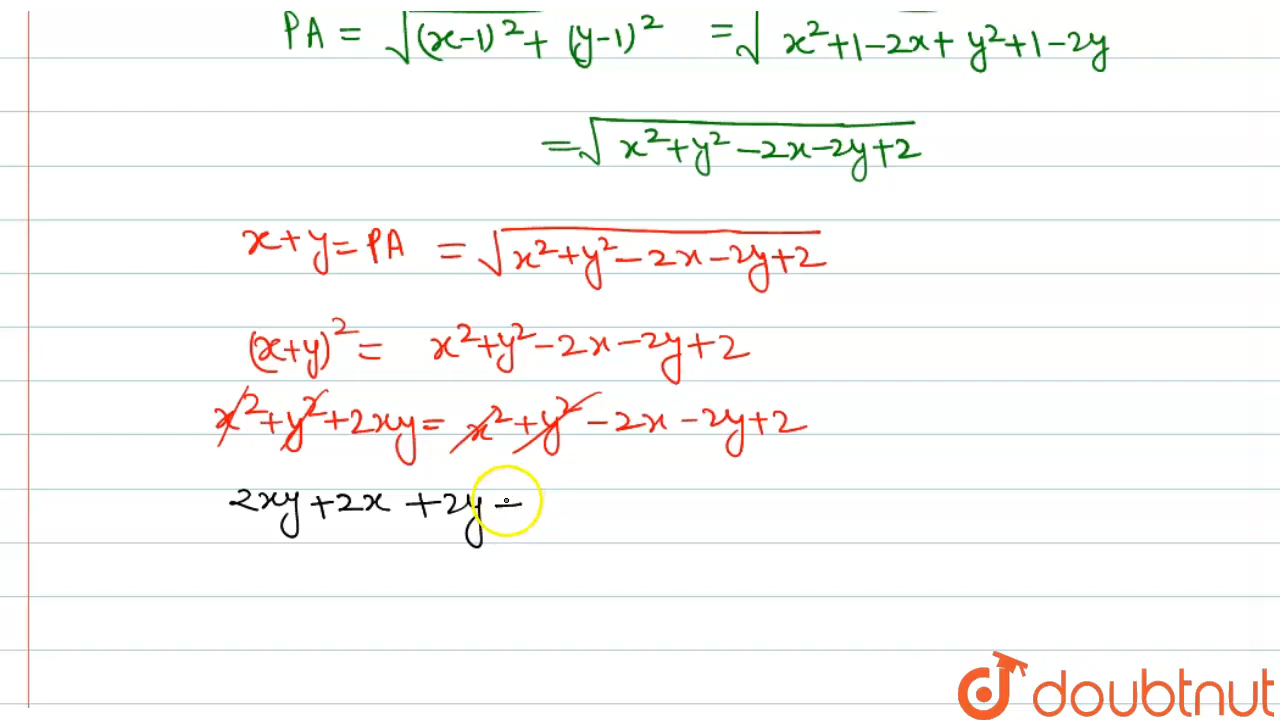 PA = √(x-1)²+ (y-1)² = √x²+1-2x+ y²+1-2y
= √x²+y²-2x-2y+2
x+y=PA = √x²+y²-2x-2y+2
(x+y)² = x²+y²-2x-2y+2
x²+y²+2xy = x²+y²-2x-2y+2
2xy+2x+2y-
doubtnut